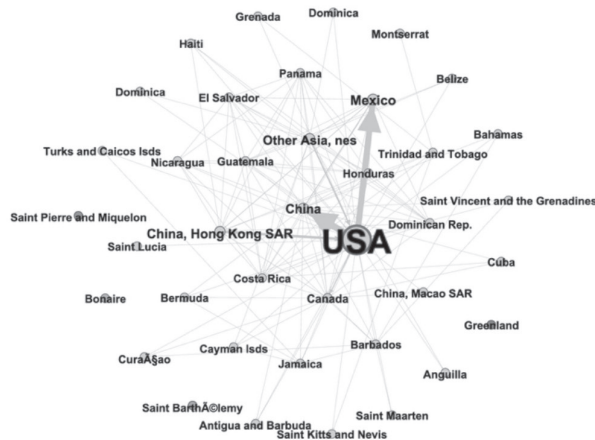 Dominica
Grenada
Montserrat
Haiti
Panama
Belize
Dominica
El Salvador
Mexico
Bahamas
Other Asia, nes
Turks and Caicos Isds
Nicaragua
Guatemala
Trinidad and Tobago
Honduras
Saint Vincent and the Grenadines
China
Saint Pierre and Miquelon
Dominican Rep.
China, Hong Kong SAR
USA
Saint Lucia
Cuba
Costa Rica
Bonaire
Bermuda
Canada
China, Macao SAR
Greenland
CuraÃ§ao
Cayman Isds
Barbados
Jamaica
Anguilla
Saint BarthÃ©lemy
Saint Maarten
Antigua and Barbuda
Saint Kitts and Nevis